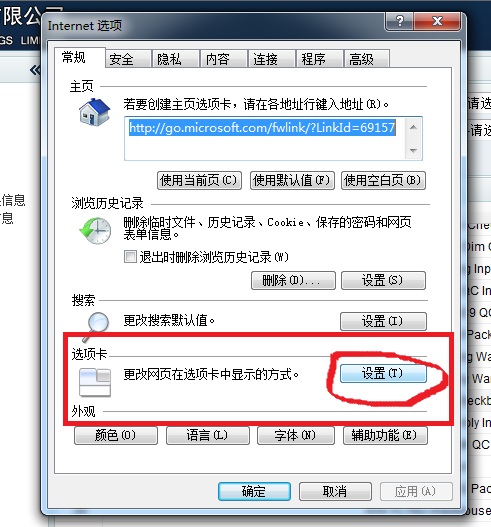 有限公司
GS LIMI
Internet 选项
常规 安全 隐私 内容 连接 程序 高级
主页
若要创建主页选项卡，请在各地址行键入地址(R)。
http://go.microsoft.com/fwlink/?LinkId=69157
使用当前页(C) 使用默认值(F) 使用空白页(B)
浏览历史记录
删除临时文件、历史记录、Cookie、保存的密码和网页
表单信息。
退出时删除浏览历史记录(W)
删除(D)... 设置(S)
搜索
更改搜索默认值。 设置(I)
选项卡
更改网页在选项卡中显示的方式。 设置(T)
外观
颜色(O) 语言(L) 字体(N) 辅助功能(E)
确定 取消 应用(A)
信息
息
请选
请选
Che
Dim C
g Inp
QC In
9 QC
Pack
g Wa
War
eckb
bly In
Pac